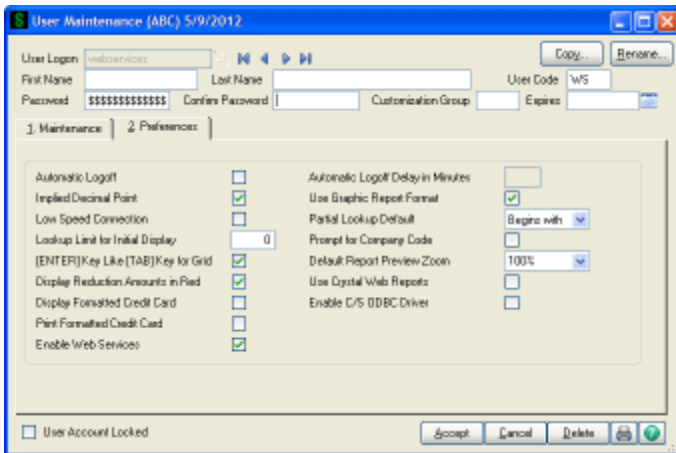 S User Maintenance (ABC) 5/9/2012
User Logon webservices Copy... Rename...
First Name Last Name User Code WS
Password $$$$$$$$$$$$$ Confirm Password Customization Group Expires
1. Maintenance 2. Preferences
Automatic Logoff Automatic Logoff Delay in Minutes
Implied Decimal Point Use Graphic Report Format
Low Speed Connection Partial Lookup Default Begins with
Lookup Limit for Initial Display 0 Prompt for Company Code
[ENTER] Key Like [TAB] Key for Grid Default Report Preview Zoom 100%
Display Reduction Amounts in Red Use Crystal Web Reports
Display Formatted Credit Card Enable C/S ODBC Driver
Print Formatted Credit Card
Enable Web Services
User Account Locked Accept Cancel Delete